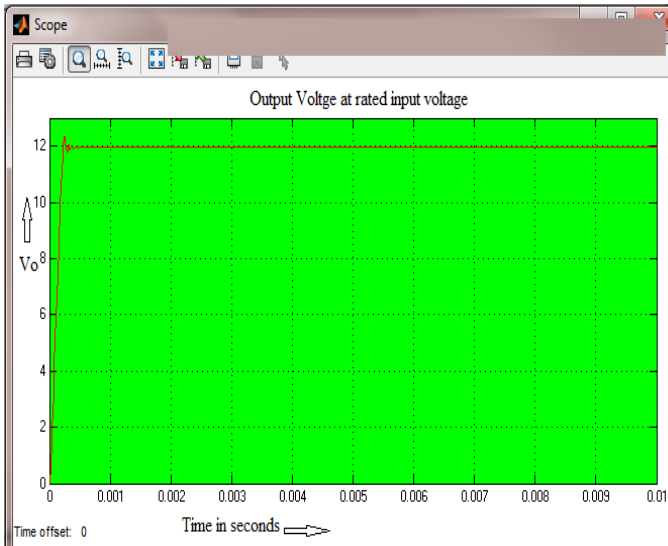 Scope
Output Voltge at rated input voltage
12
10
Vo
8
6
4
2
0
0 0.001 0.002 0.003 0.004 0.005 0.006 0.007 0.008 0.009 0.01
Time in seconds
Time offset: 0